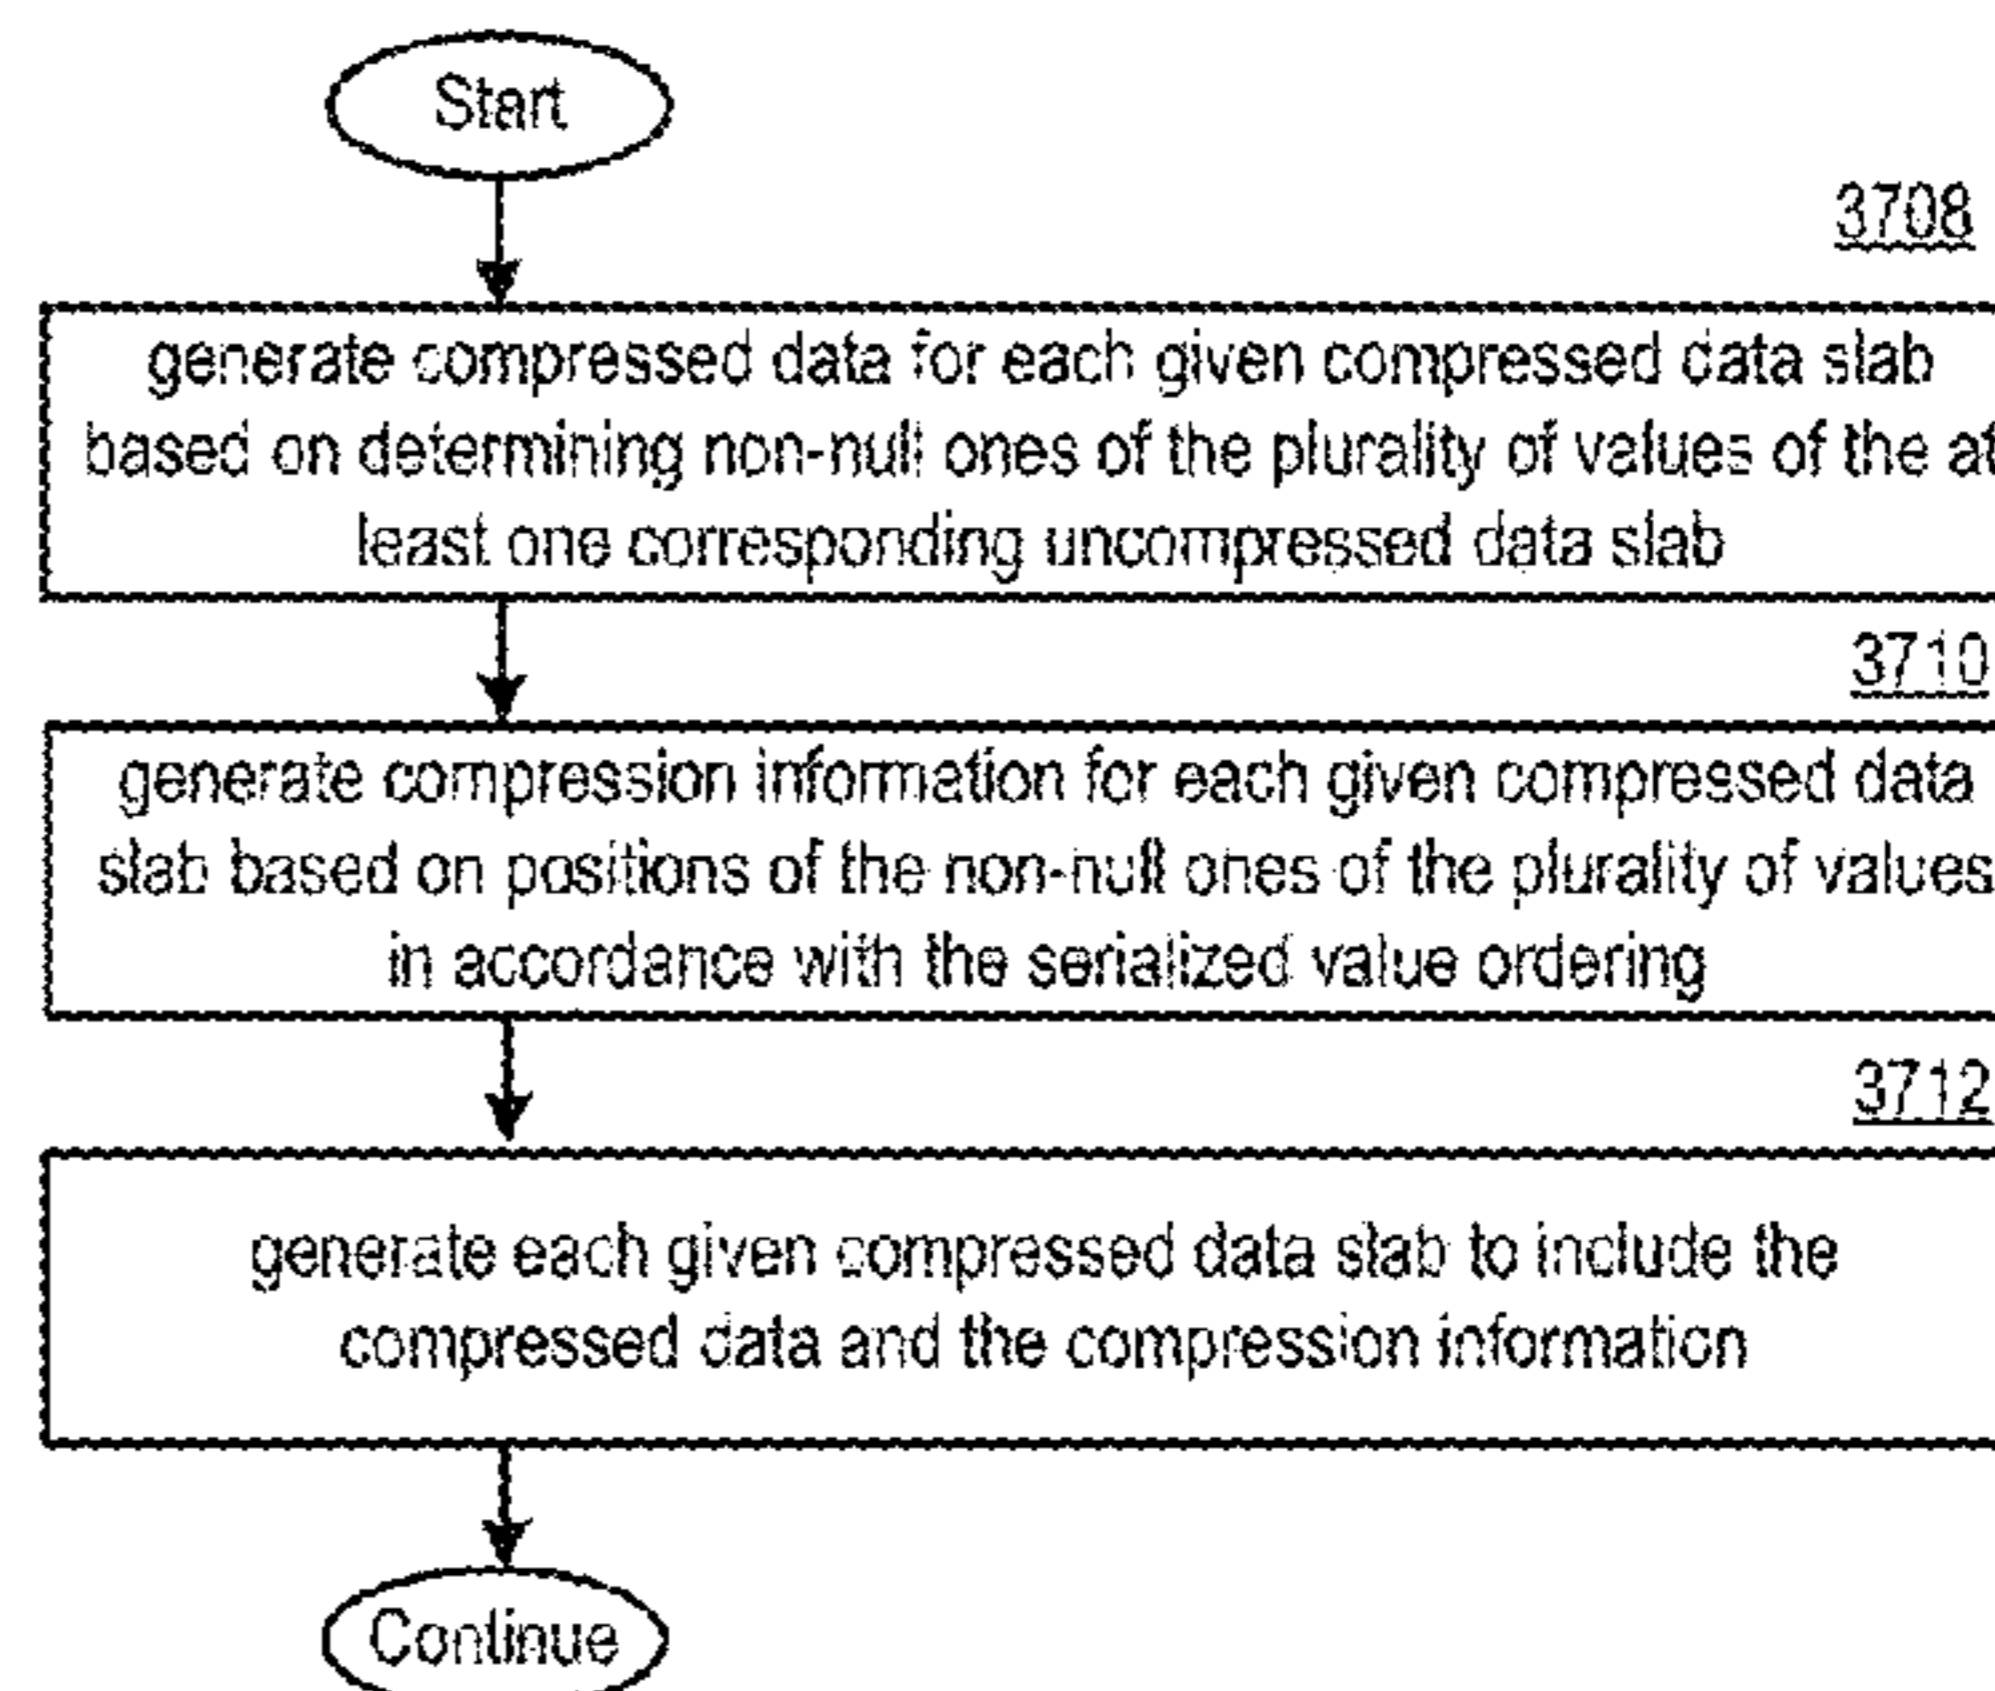 Start
3708
generate compressed data for each given compressed data slab
based on determining non-null ones of the plurality of values of the at
least one corresponding uncompressed data slab
3710
generate compression information for each given compressed data
slab based on positions of the non-null ones of the plurality of values
in accordance with the serialized value ordering
3712
generate each given compressed data slab to include the
compressed data and the compression information
Continue